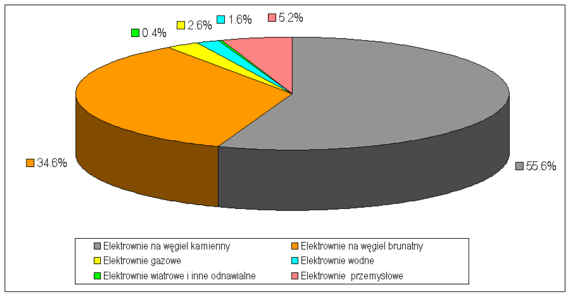 0.4%
2.6%
1.6%
5.2%
34.6%
55.6%
Elektrownie na węgiel kamienny
Elektrownie na węgiel brunatny
Elektrownie gazowe
Elektrownie wodne
Elektrownie wiatrowe i inne odnawialne
Elektrownie przemysłowe